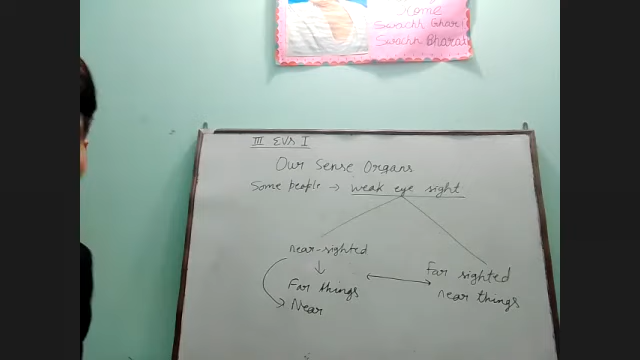 Home
Swachh Ghar
Swachh Bharat
III EVS I
Our Sense Organs
Some people → weak eye sight
near-sighted
Far things
Near
Far sighted
near things